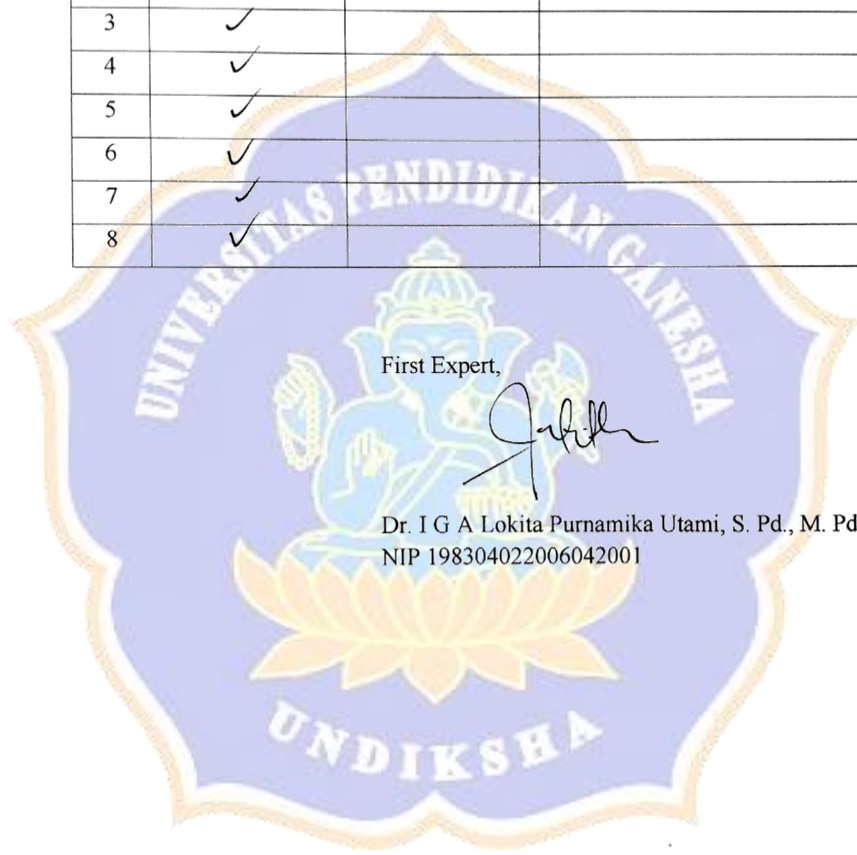 3 ✓
4 ✓
5 ✓
6 ✓
7 ✓
8 ✓
UNIVERSITAS PENDIDIKAN GANESHA
First Expert,
Dr. I G A Lokita Purnamika Utami, S. Pd., M. Pd
NIP 198304022006042001
UNDIKSHA